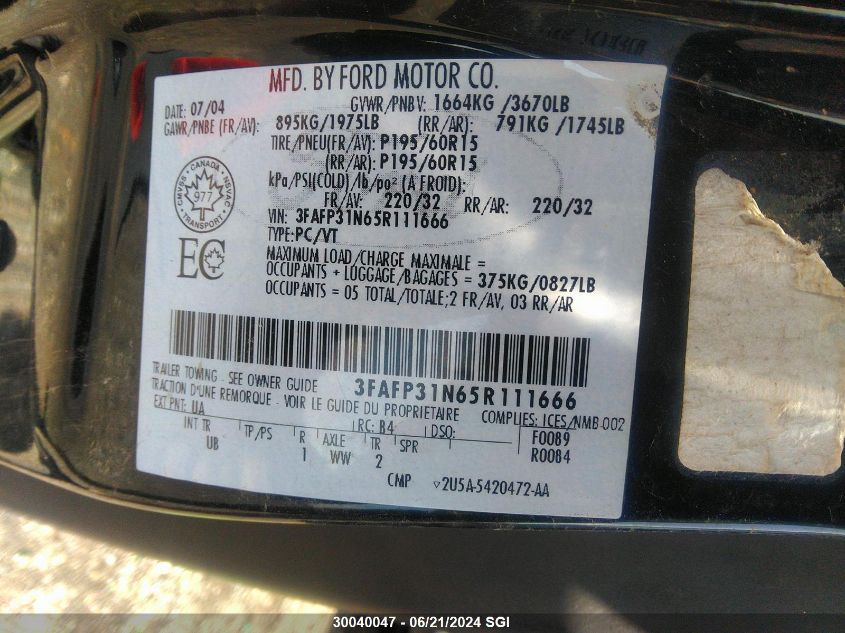 MFD. BY FORD MOTOR CO.
DATE: 07/04 GVWR/PNBV: 1664KG /3670LB
GAWR/PNBE (FR/AV): 895KG/1975LB (RR/AR): 791KG /1745LB
TIRE/PNEU(FR/AV): P195/60R15
(RR/AR): P195/60R15
kPa/PSI(COLD)/lb/po² (A FROID):
FR/AV: 220/32 RR/AR: 220/32
CMVSS · CANADA · NSVAC
977
TRANSPORT
VIN: 3FAFP31N65R111666
TYPE: PC/VT
EC
MAXIMUM LOAD/CHARGE MAXIMALE =
OCCUPANTS + LUGGAGE/BAGAGES = 375KG/0827LB
OCCUPANTS = 05 TOTAL/TOTALE;2 FR/AV, 03 RR/AR
TRAILER TOWING - SEE OWNER GUIDE 3FAFP31N65R111666
TRACTION D'UNE REMORQUE - VOIR LE GUIDE DU PROPRIETAIRE
EXT PNT: UA RC: B4 DSO: COMPLIES: ICES/NMB-002
INT TR TP/PS R AXLE TR SPR F0089
UB 1 WW 2 R0084
CMP 2U5A-5420472-AA
30040047 - 06/21/2024 SGI